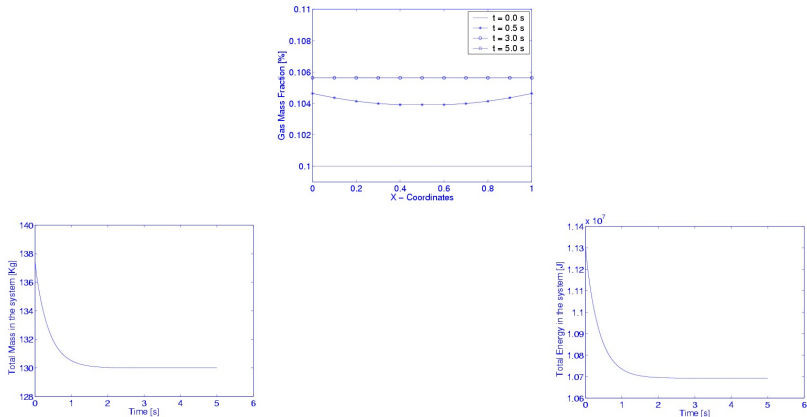 0.11
0.108
0.106
0.104
0.102
0.1
Gas Mass Fraction [%]
t = 0.0 s
t = 0.5 s
t = 3.0 s
t = 5.0 s
0 0.2 0.4 0.6 0.8 1
X - Coordinates
140
138
136
134
132
130
128
Total Mass in the system [Kg]
0 1 2 3 4 5 6
Time [s]
x 10^7
1.14
1.13
1.12
1.11
1.1
1.09
1.08
1.07
1.06
Total Energy in the system [J]
0 1 2 3 4 5 6
Time [s]